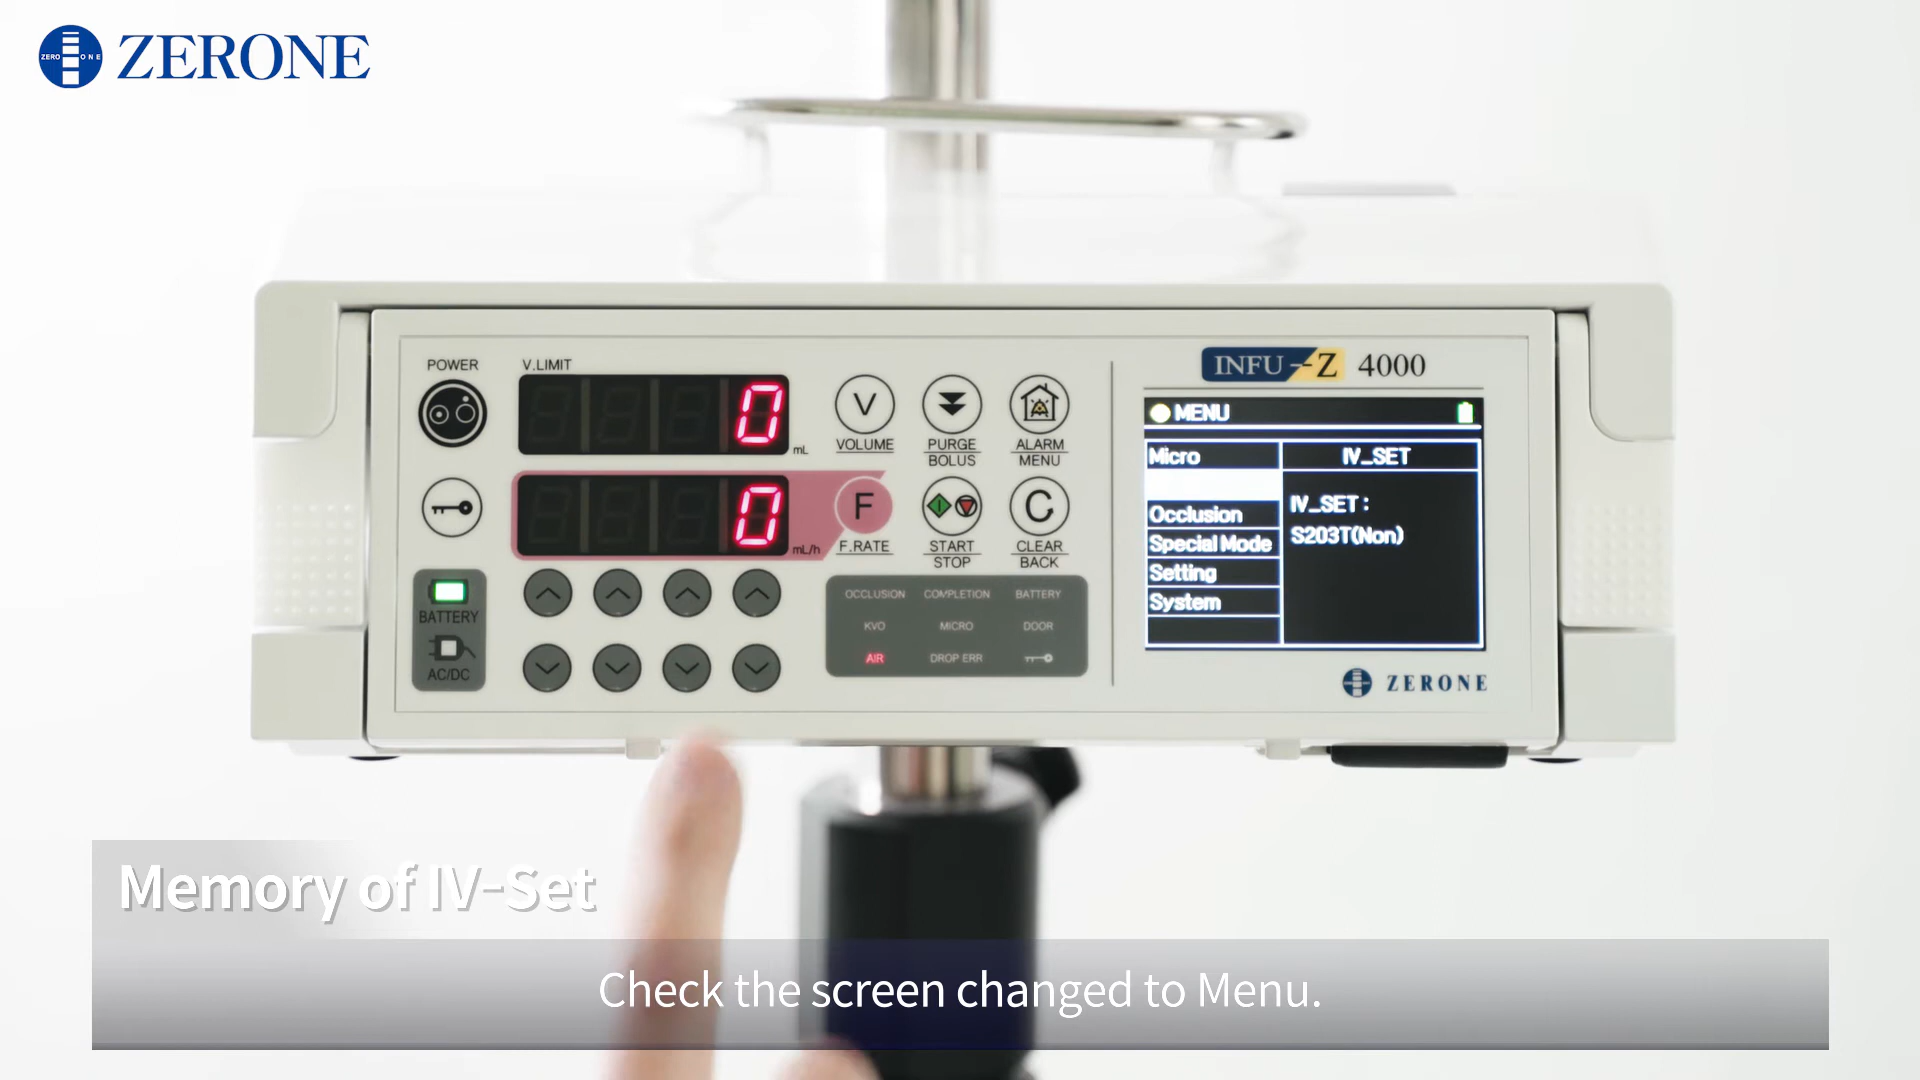 ZERO ONE ZERONE
INFU-Z 4000
POWER
V.LIMIT
0
mL
V
VOLUME
PURGE
BOLUS
ALARM
MENU
0
mL/h
F
F.RATE
START
STOP
C
CLEAR
BACK
BATTERY
AC/DC
OCCLUSION COMPLETION BATTERY
KVO MICRO DOOR
AIR DROP ERR
MENU
Micro
Occlusion
Special Mode
Setting
System
IV_SET
IV_SET :
S203T(Non)
ZERONE
Memory of IV-Set
Check the screen changed to Menu.